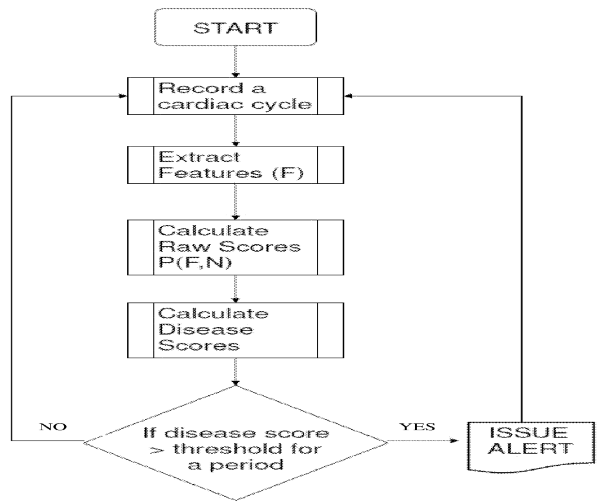 START
Record a
cardiac cycle
Extract
Features (F)
Calculate
Raw Scores
P(F,N)
Calculate
Disease
Scores
If disease score
> threshold for
a period
NO
YES
ISSUE
ALERT